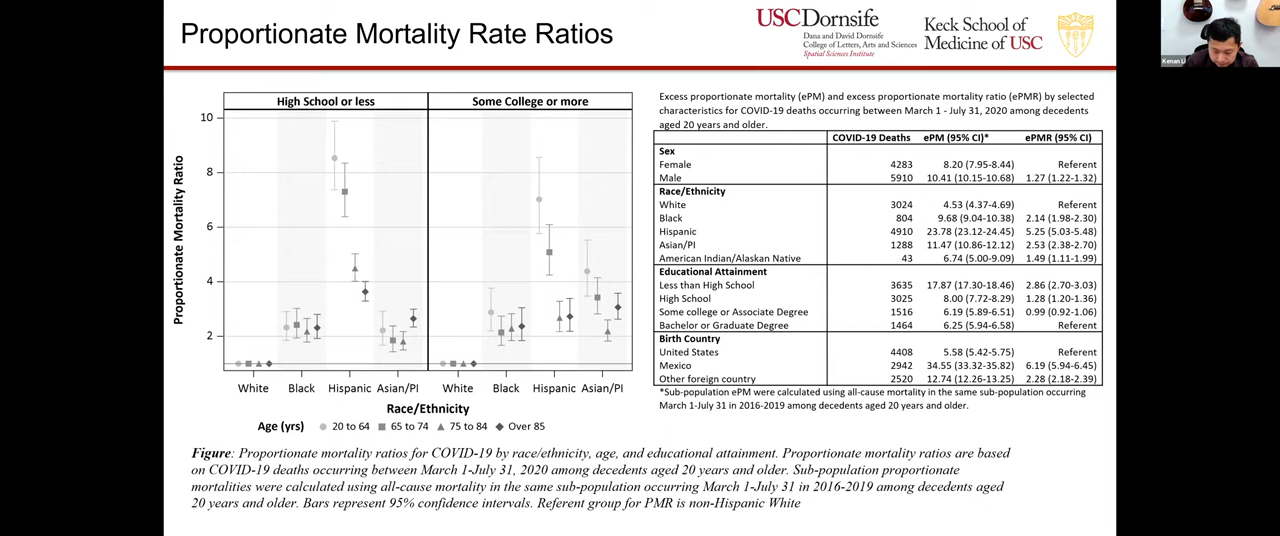 Proportionate Mortality Rate Ratios
USC Dornsife
Dana and David Dornsife
College of Letters, Arts and Sciences
Spatial Sciences Institute
Keck School of
Medicine of USC
High School or less
Some College or more
Proportionate Mortality Ratio
10
8
6
4
2
White Black Hispanic Asian/PI White Black Hispanic Asian/PI
Race/Ethnicity
Age (yrs) 20 to 64 65 to 74 75 to 84 Over 85
Excess proportionate mortality (ePM) and excess proportionate mortality ratio (ePMR) by selected
characteristics for COVID-19 deaths occurring between March 1 - July 31, 2020 among decedents
aged 20 years and older.
COVID-19 Deaths ePM (95% CI)* ePMR (95% CI)
Sex
Female 4283 8.20 (7.95-8.44) Referent
Male 5910 10.41 (10.15-10.68) 1.27 (1.22-1.32)
Race/Ethnicity
White 3024 4.53 (4.37-4.69) Referent
Black 804 9.68 (9.04-10.38) 2.14 (1.98-2.30)
Hispanic 4910 23.78 (23.12-24.45) 5.25 (5.03-5.48)
Asian/PI 1288 11.47 (10.86-12.12) 2.53 (2.38-2.70)
American Indian/Alaskan Native 43 6.74 (5.00-9.09) 1.49 (1.11-1.99)
Educational Attainment
Less than High School 3635 17.87 (17.30-18.46) 2.86 (2.70-3.03)
High School 3025 8.00 (7.72-8.29) 1.28 (1.20-1.36)
Some college or Associate Degree 1516 6.19 (5.89-6.51) 0.99 (0.92-1.06)
Bachelor or Graduate Degree 1464 6.25 (5.94-6.58) Referent
Birth Country
United States 4408 5.58 (5.42-5.75) Referent
Mexico 2942 34.55 (33.32-35.82) 6.19 (5.94-6.45)
Other foreign country 2520 12.74 (12.26-13.25) 2.28 (2.18-2.39)
*Sub-population ePM were calculated using all-cause mortality in the same sub-population occurring
March 1-July 31 in 2016-2019 among decedents aged 20 years and older.
Figure: Proportionate mortality ratios for COVID-19 by race/ethnicity, age, and educational attainment. Proportionate mortality ratios are based
on COVID-19 deaths occurring between March 1-July 31, 2020 among decedents aged 20 years and older. Sub-population proportionate
mortalities were calculated using all-cause mortality in the same sub-population occurring March 1-July 31 in 2016-2019 among decedents aged
20 years and older. Bars represent 95% confidence intervals. Referent group for PMR is non-Hispanic White
Kenan